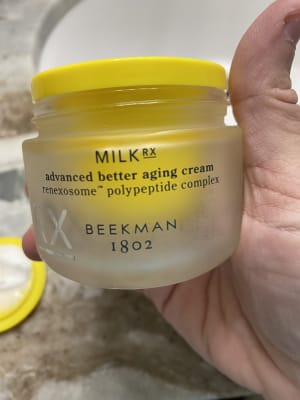 MILK RX
advanced better aging cream
renexosome™ polypeptide complex
BEEKMAN
1802